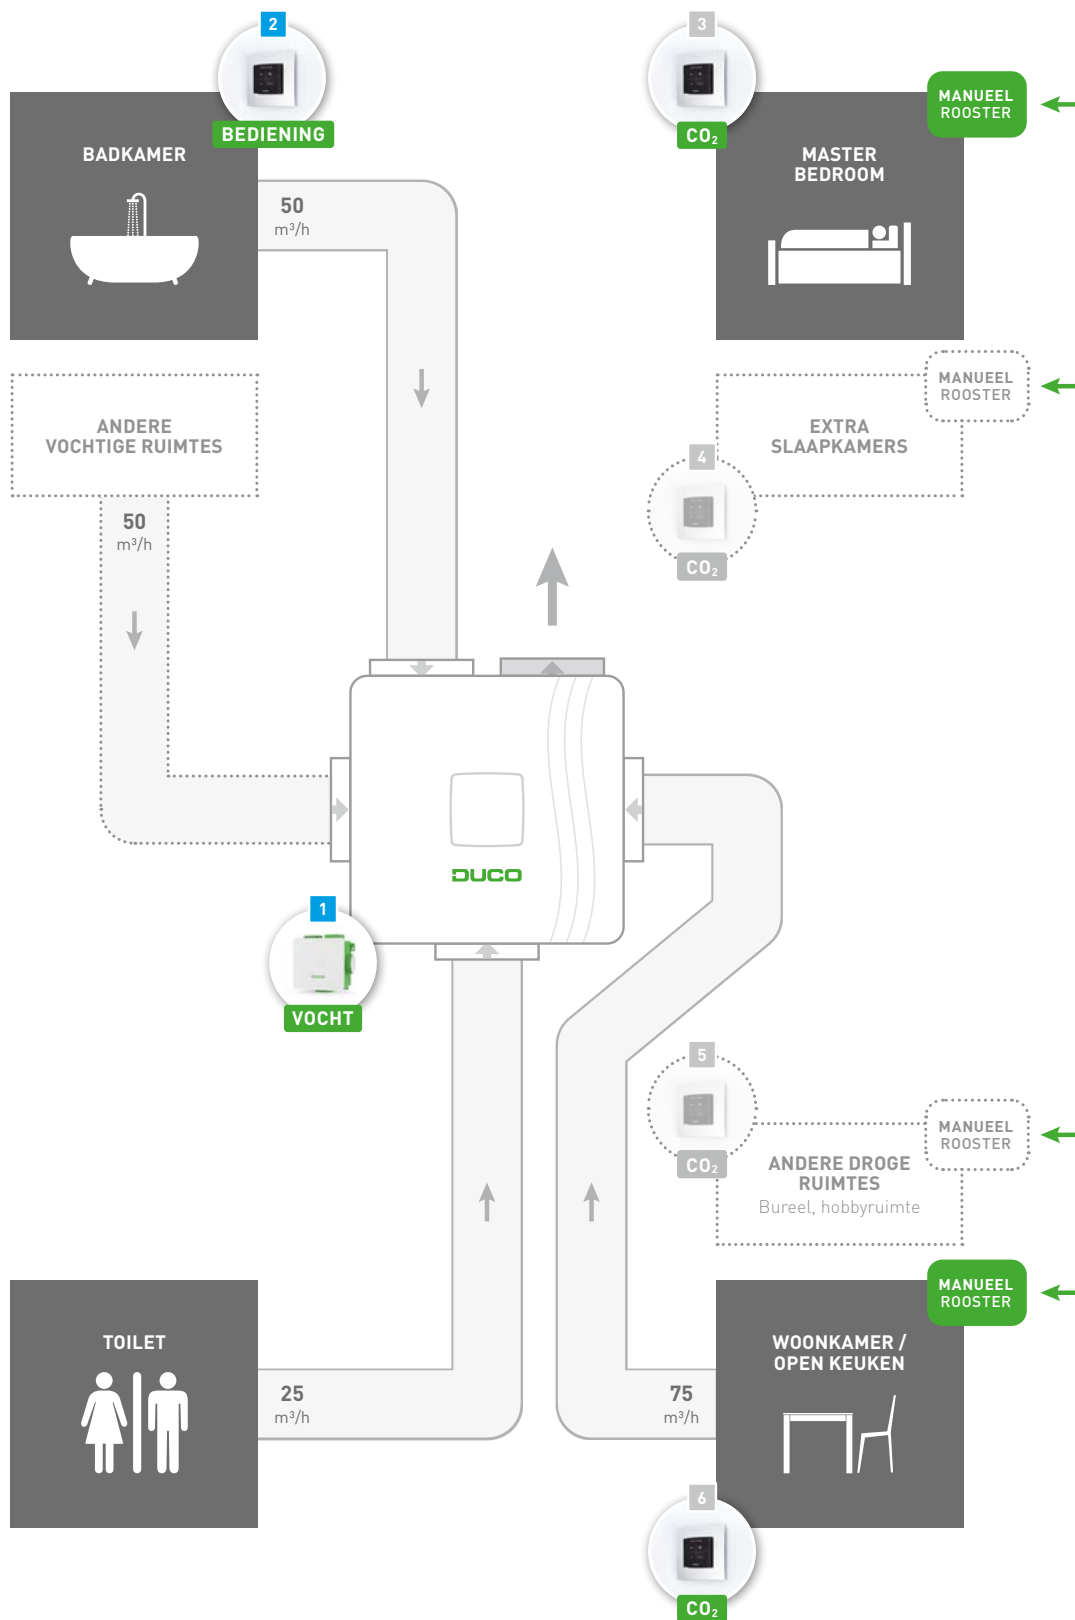 2
BEDIENING
BADKAMER
50
m³/h
3
CO₂
MANUEEL
ROOSTER
MASTER
BEDROOM
ANDERE
VOCHTIGE RUIMTES
50
m³/h
MANUEEL
ROOSTER
EXTRA
SLAAPKAMERS
4
CO₂
DUCO
1
VOCHT
5
CO₂
MANUEEL
ROOSTER
ANDERE DROGE
RUIMTES
Bureel, hobbyruimte
TOILET
25
m³/h
MANUEEL
ROOSTER
WOONKAMER /
OPEN KEUKEN
75
m³/h
6
CO₂